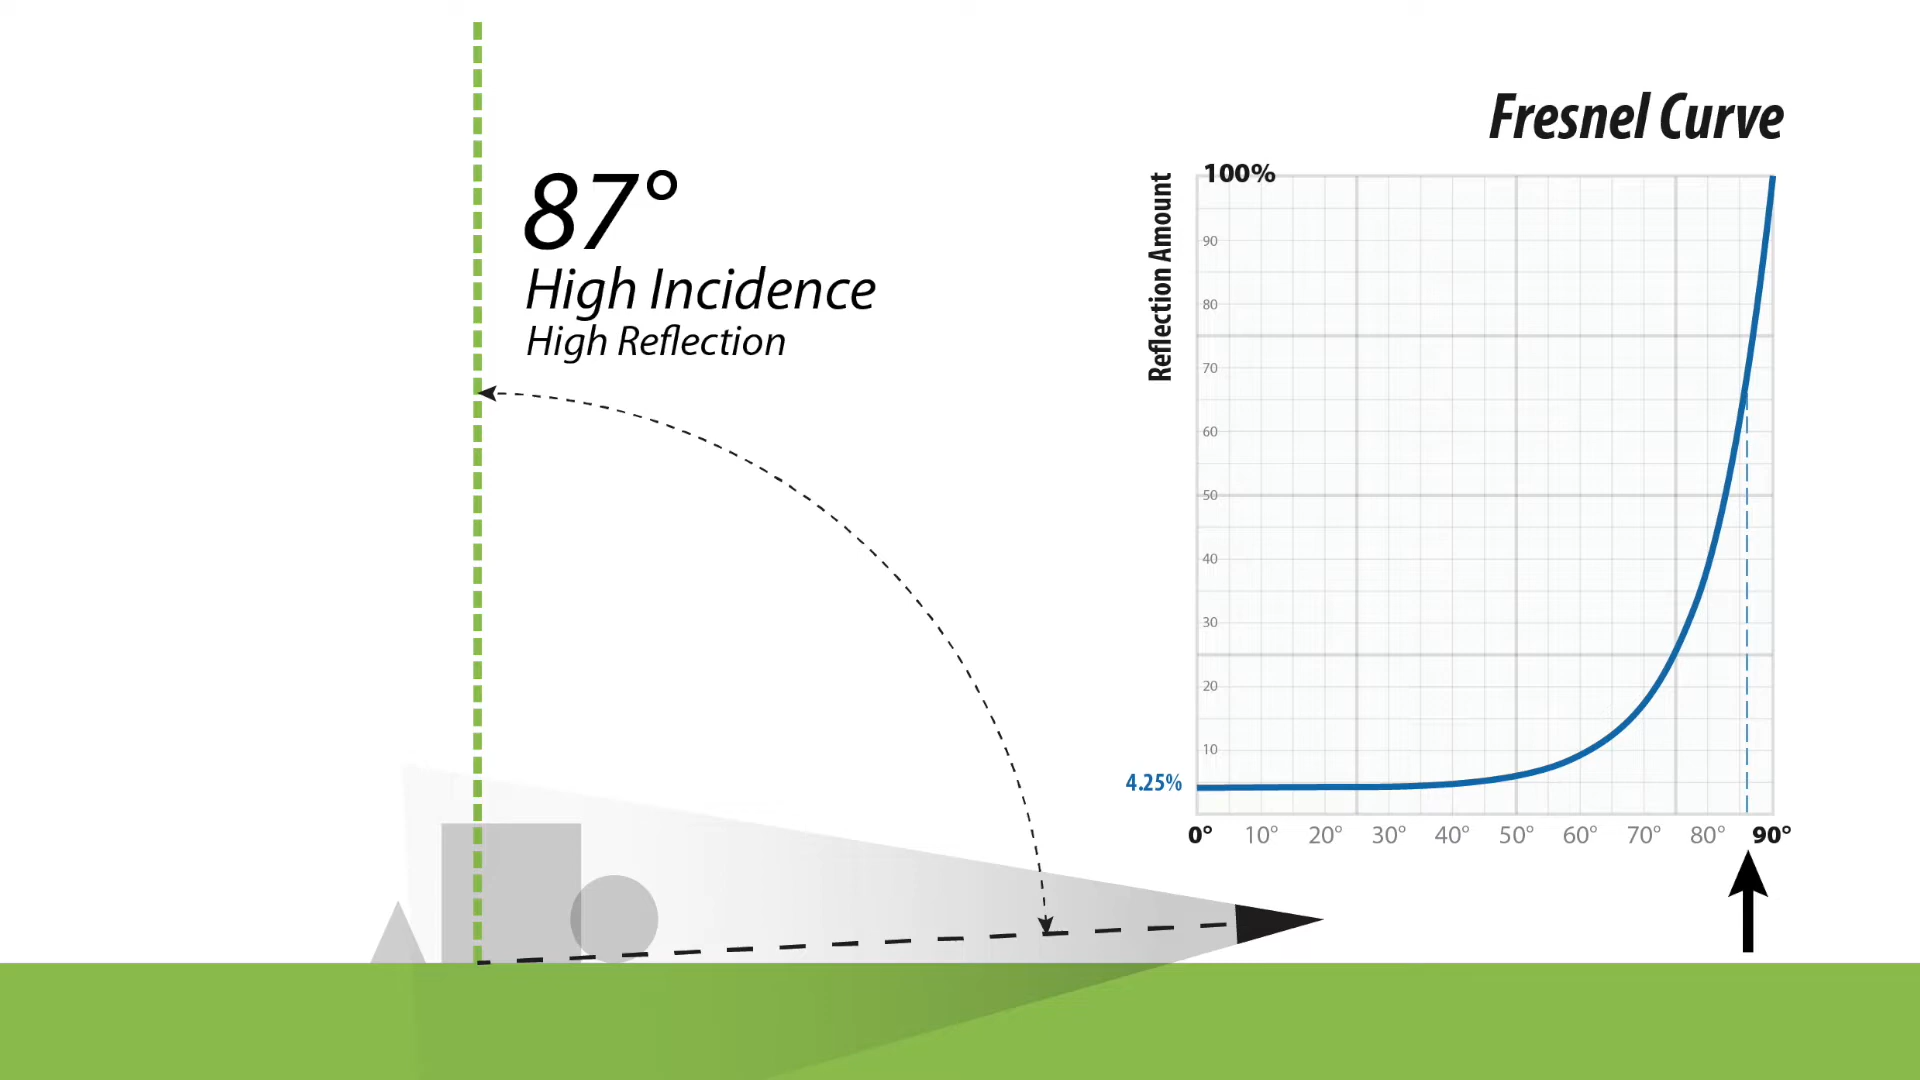 87°
High Incidence
High Reflection
Fresnel Curve
Reflection Amount
100%
90
80
70
60
50
40
30
20
10
4.25%
0° 10° 20° 30° 40° 50° 60° 70° 80° 90°